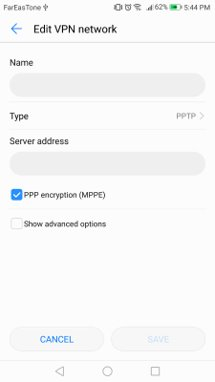 FarEasTone
62% 5:44 PM
Edit VPN network
Name
Type
PPTP
Server address
PPP encryption (MPPE)
Show advanced options
CANCEL
SAVE